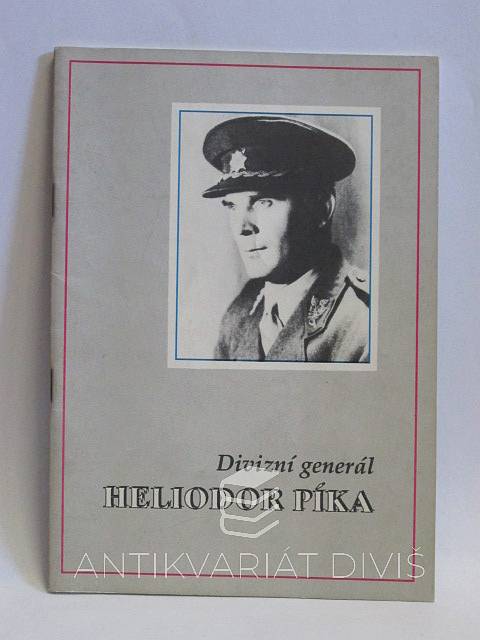 Divizní generál
HELIODOR PÍKA
ANTIKVARIÁT DIVIŠ